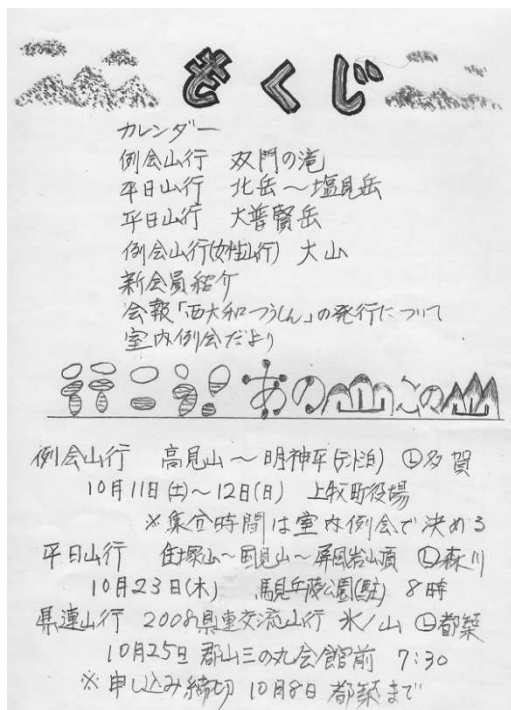 もくじ
カレンダー
例会山行 双門の滝
平日山行 北岳～塩見岳
平日山行 大普賢岳
例会山行(女性山行) 大山
新会員紹介
会報「西大和つうしん」の発行について
室内例会だより
行こう! あの山この山
例会山行 高見山～明神平(テント泊) Ⓛ多賀
10月11日(土)～12日(日) 上牧町役場
※集合時間は室内例会で決める
平日山行 住塚山～国見山～屏風岩山頂 Ⓛ森川
10月23日(木) 馬見丘陵公園(駐) 8時
県連山行 2008県連交流山行 氷ノ山 Ⓛ都築
10月25日 郡山三の丸会館前 7:30
※申し込み締切 10月8日 都築まで